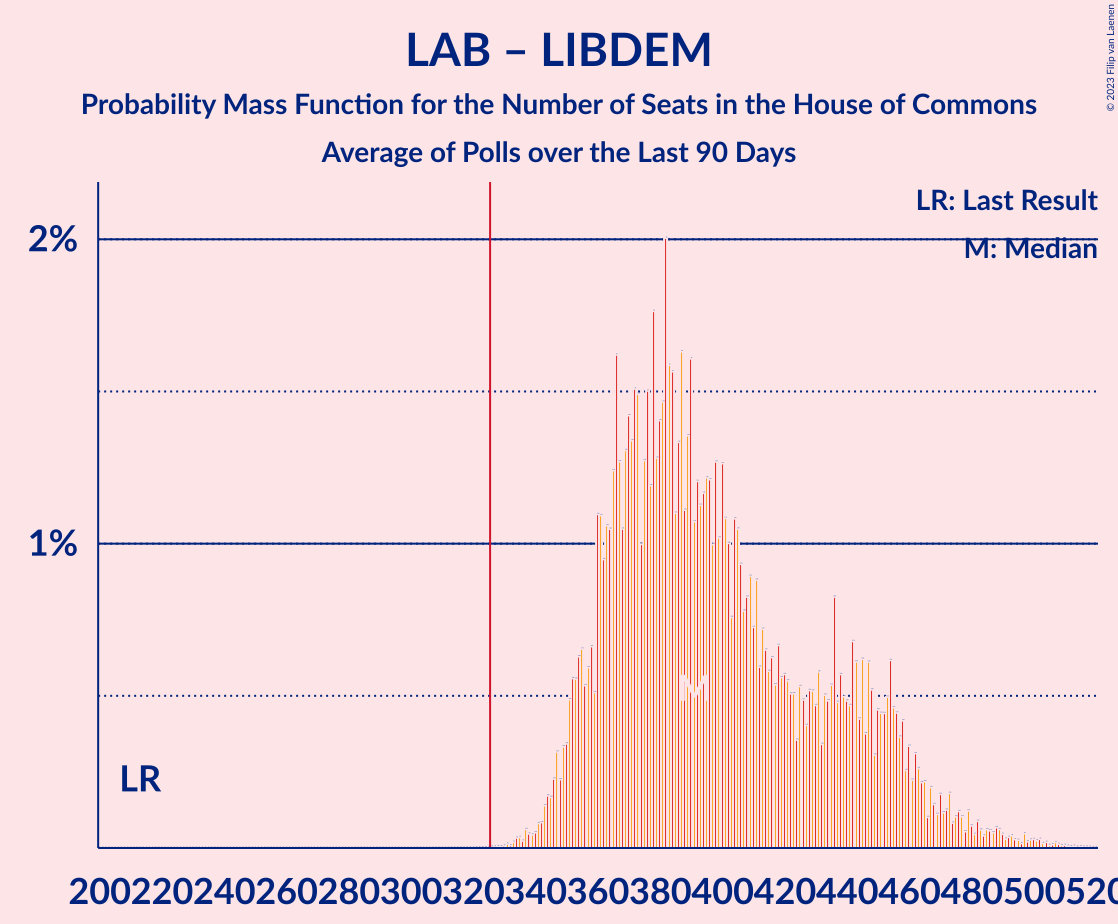 © 2023 Filip van Laenen
LAB – LIBDEM
Probability Mass Function for the Number of Seats in the House of Commons
Average of Polls over the Last 90 Days
LR: Last Result
M: Median
2%
1%
M
LR
200220240260280300320340360380400420440460480500520